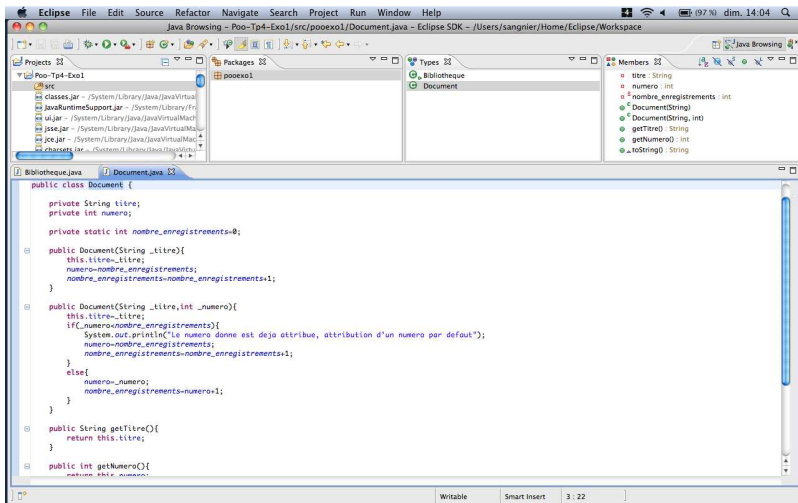 Eclipse File Edit Source Refactor Navigate Search Project Run Window Help (97 %) dim. 14:04
Java Browsing - Poo-Tp4-Exo1/src/pooexo1/Document.java - Eclipse SDK - /Users/sangnier/Home/Eclipse/Workspace
Java Browsing
Projects
Poo-Tp4-Exo1
src
classes.jar - /System/Library/Java/JavaVirtual
JavaRuntimeSupport.jar - /System/Library/Fr
ui.jar - /System/Library/Java/JavaVirtualMach
jsse.jar - /System/Library/Java/JavaVirtualMa
jce.jar - /System/Library/Java/JavaVirtualMac
charsets.jar - /System/Library/Java/JavaVirtu
Packages
pooexo1
Types
Bibliotheque
Document
Members
titre : String
numero : int
nombre_enregistrements : int
Document(String)
Document(String, int)
getTitre() : String
getNumero() : int
toString() : String
Bibliotheque.java Document.java
public class Document {
private String titre;
private int numero;
private static int nombre_enregistrements=0;
public Document(String _titre){
this.titre=_titre;
numero=nombre_enregistrements;
nombre_enregistrements=nombre_enregistrements+1;
}
public Document(String _titre,int _numero){
this.titre=_titre;
if(_numero<nombre_enregistrements){
System.out.println("Le numero donne est deja attribue, attribution d'un numero par defaut");
numero=nombre_enregistrements;
nombre_enregistrements=nombre_enregistrements+1;
}
else{
numero=_numero;
nombre_enregistrements=numero+1;
}
}
public String getTitre(){
return this.titre;
}
public int getNumero(){
return this.numero;
Writable Smart Insert 3 : 22